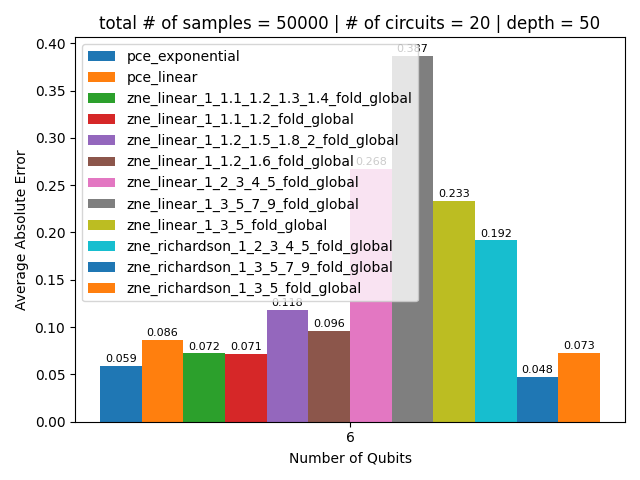 total # of samples = 50000 | # of circuits = 20 | depth = 50
Average Absolute Error
0.40
0.35
0.30
0.25
0.20
0.15
0.10
0.05
0.00
pce_exponential
pce_linear
zne_linear_1_1.1_1.2_1.3_1.4_fold_global
zne_linear_1_1.1_1.2_fold_global
zne_linear_1_1.2_1.5_1.8_2_fold_global
zne_linear_1_1.2_1.6_fold_global
zne_linear_1_2_3_4_5_fold_global
zne_linear_1_3_5_7_9_fold_global
zne_linear_1_3_5_fold_global
zne_richardson_1_2_3_4_5_fold_global
zne_richardson_1_3_5_7_9_fold_global
zne_richardson_1_3_5_fold_global
0.059
0.086
0.072
0.071
0.118
0.096
0.268
0.387
0.233
0.192
0.048
0.073
6
Number of Qubits